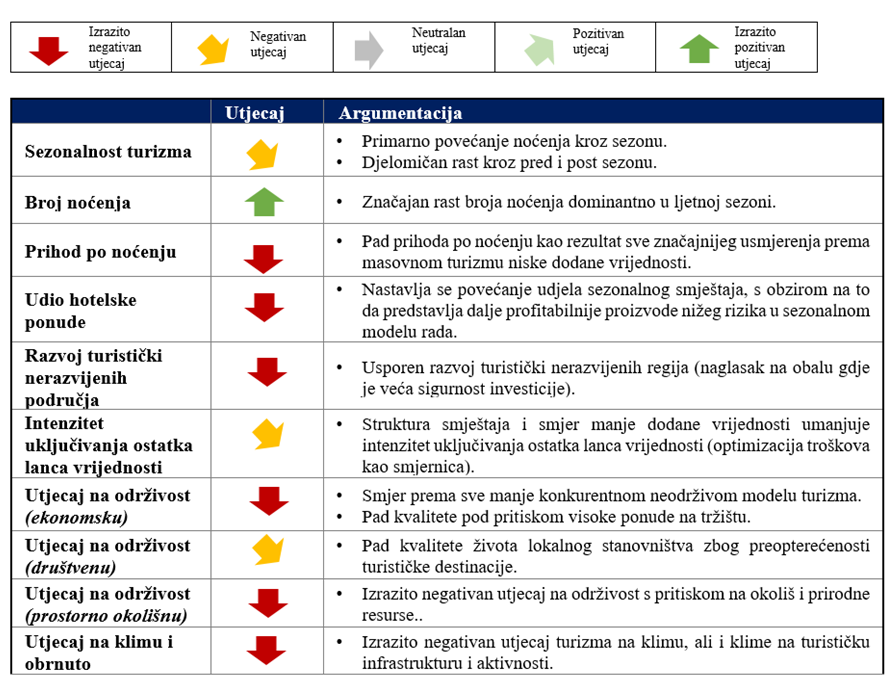 Izrazito
negativan
utjecaj
Negativan
utjecaj
Neutralan
utjecaj
Pozitivan
utjecaj
Izrazito
pozitivan
utjecaj
Utjecaj
Argumentacija
Sezonalnost turizma
• Primarno povećanje noćenja kroz sezonu.
• Djelomičan rast kroz pred i post sezonu.
Broj noćenja
• Značajan rast broja noćenja dominantno u ljetnoj sezoni.
Prihod po noćenju
• Pad prihoda po noćenju kao rezultat sve značajnijeg usmjerenja prema
masovnom turizmu niske dodane vrijednosti.
Udio hotelske
ponude
• Nastavlja se povećanje udjela sezonalnog smještaja, s obzirom na to
da predstavlja dalje profitabilnije proizvode nižeg rizika u sezonalnom
modelu rada.
Razvoj turistički
nerazvijenih
područja
• Usporen razvoj turistički nerazvijenih regija (naglasak na obalu gdje
je veća sigurnost investicije).
Intenzitet
uključivanja ostatka
lanca vrijednosti
• Struktura smještaja i smjer manje dodane vrijednosti umanjuje
intenzitet uključivanja ostatka lanca vrijednosti (optimizacija troškova
kao smjernica).
Utjecaj na održivost
(ekonomsku)
• Smjer prema sve manje konkurentnom neodrživom modelu turizma.
• Pad kvalitete pod pritiskom visoke ponude na tržištu.
Utjecaj na održivost
(društvenu)
• Pad kvalitete života lokalnog stanovništva zbog preopterećenosti
turističke destinacije.
Utjecaj na održivost
(prostorno okolišnu)
• Izrazito negativan utjecaj na održivost s pritiskom na okoliš i prirodne
resurse..
Utjecaj na klimu i
obrnuto
• Izrazito negativan utjecaj turizma na klimu, ali i klime na turističku
infrastrukturu i aktivnosti.